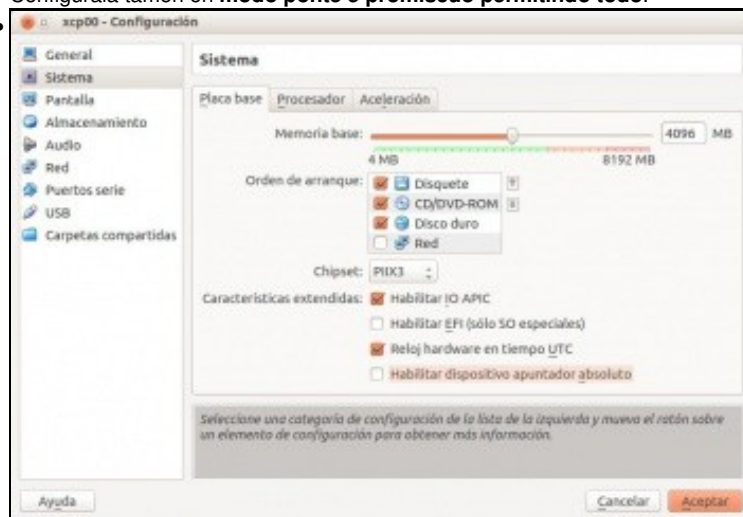 Configurala tamén en modo ponte e promiscuo permitindo todo.
xcp00 - Configuración
General
Sistema
Pantalla
Almacenamiento
Audio
Red
Puertos serie
USB
Carpetas compartidas
Sistema
Placa base Procesador Aceleración
Memoria base: 4096 MB
4 MB 8192 MB
Orden de arranque: Disquete
CD/DVD-ROM
Disco duro
Red
Chipset: PIIX3
Características extendidas: Habilitar IO APIC
Habilitar EFI (sólo SO especiales)
Reloj hardware en tiempo UTC
Habilitar dispositivo apuntador absoluto
Seleccione una categoría de configuración de la lista de la izquierda y mueva el ratón sobre
un elemento de configuración para obtener más información.
Ayuda Cancelar Aceptar